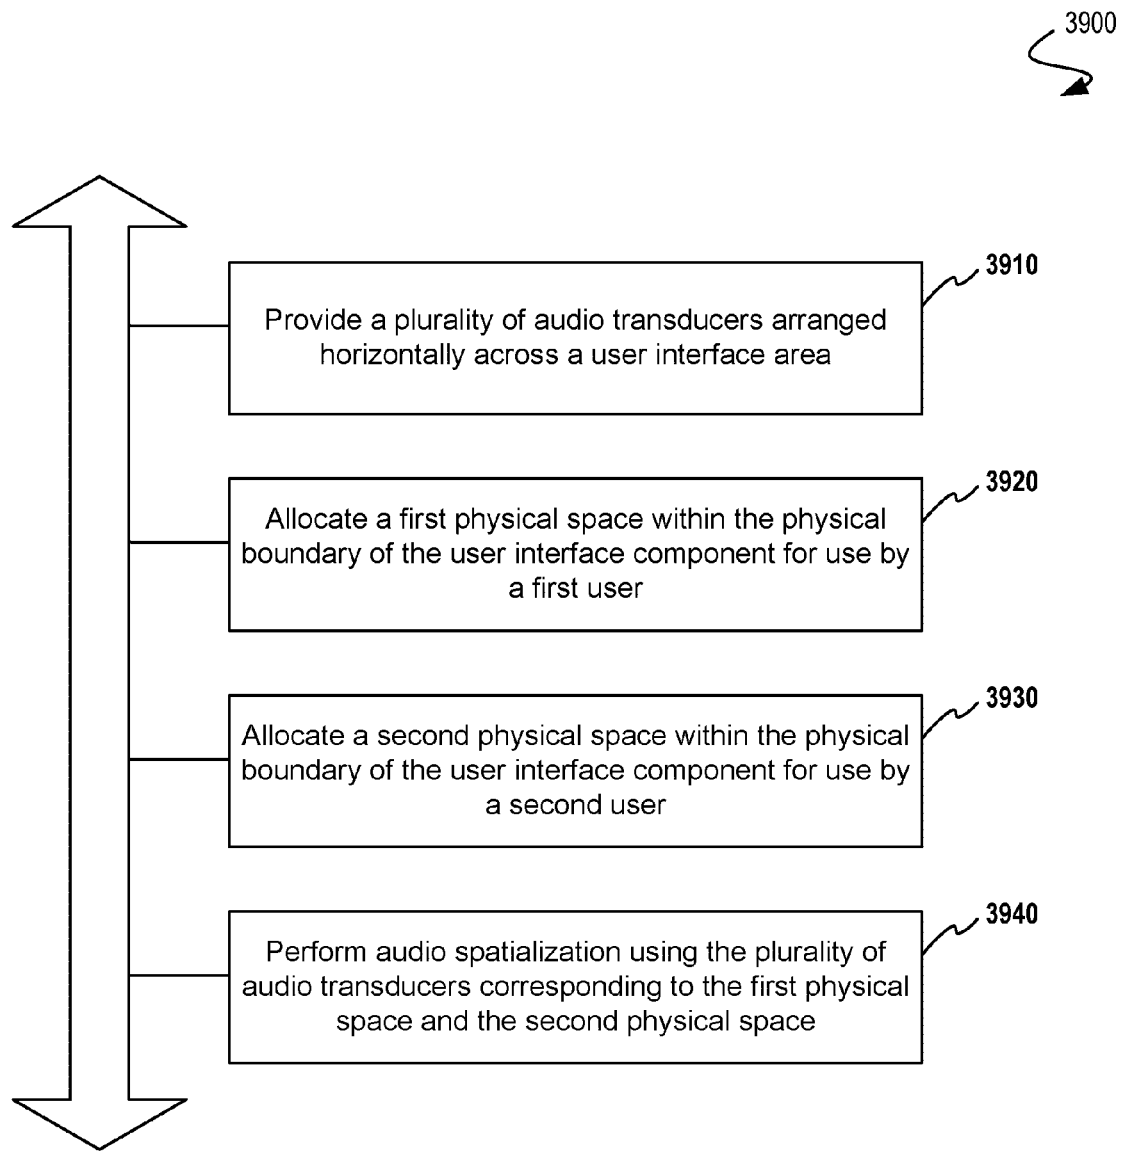 3900
3910
Provide a plurality of audio transducers arranged
horizontally across a user interface area
3920
Allocate a first physical space within the physical
boundary of the user interface component for use by
a first user
3930
Allocate a second physical space within the physical
boundary of the user interface component for use by
a second user
3940
Perform audio spatialization using the plurality of
audio transducers corresponding to the first physical
space and the second physical space